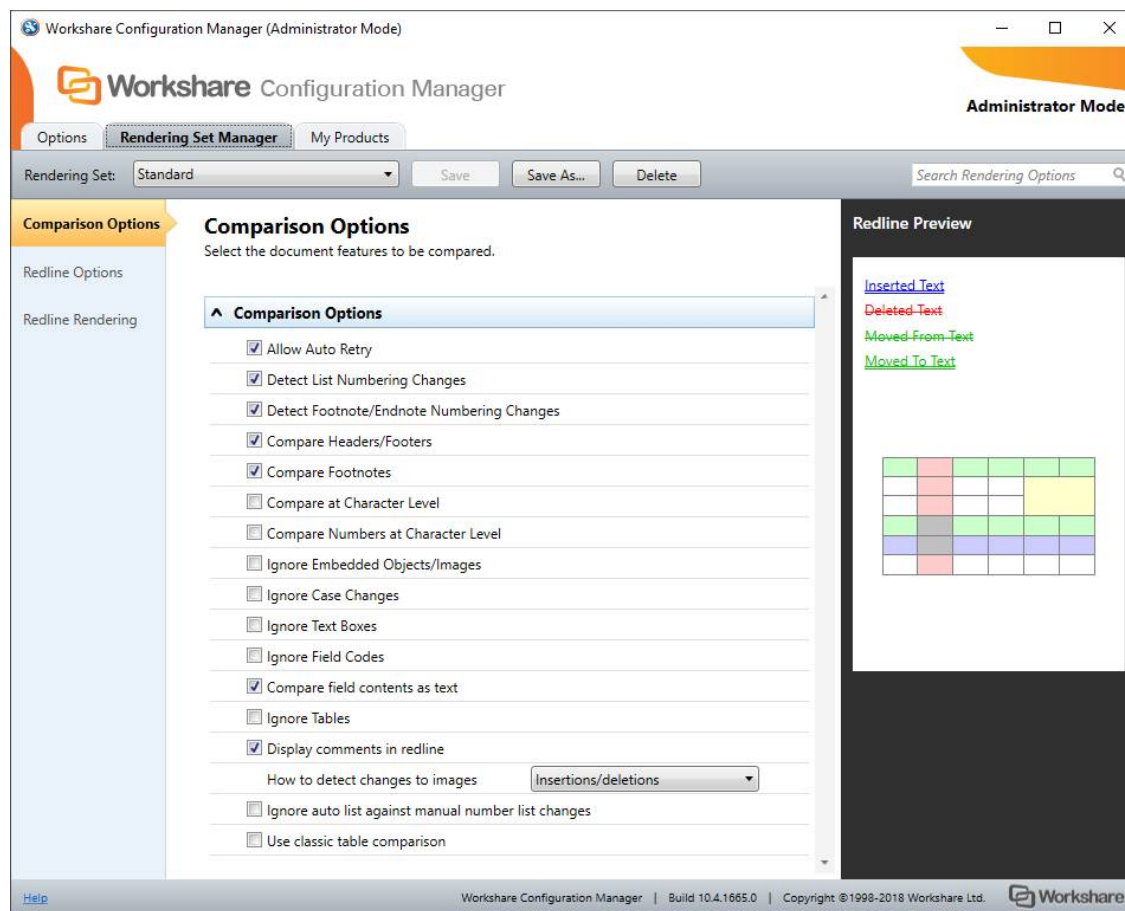 Workshare Configuration Manager (Administrator Mode)
Workshare Configuration Manager
Administrator Mode
Options Rendering Set Manager My Products
Rendering Set: Standard Save Save As... Delete Search Rendering Options
Comparison Options
Redline Options
Redline Rendering
Comparison Options
Select the document features to be compared.
Comparison Options
Allow Auto Retry
Detect List Numbering Changes
Detect Footnote/Endnote Numbering Changes
Compare Headers/Footers
Compare Footnotes
Compare at Character Level
Compare Numbers at Character Level
Ignore Embedded Objects/Images
Ignore Case Changes
Ignore Text Boxes
Ignore Field Codes
Compare field contents as text
Ignore Tables
Display comments in redline
How to detect changes to images Insertions/deletions
Ignore auto list against manual number list changes
Use classic table comparison
Redline Preview
Inserted Text
Deleted Text
Moved From Text
Moved To Text
Help Workshare Configuration Manager | Build 10.4.1665.0 | Copyright ©1998-2018 Workshare Ltd. Workshare